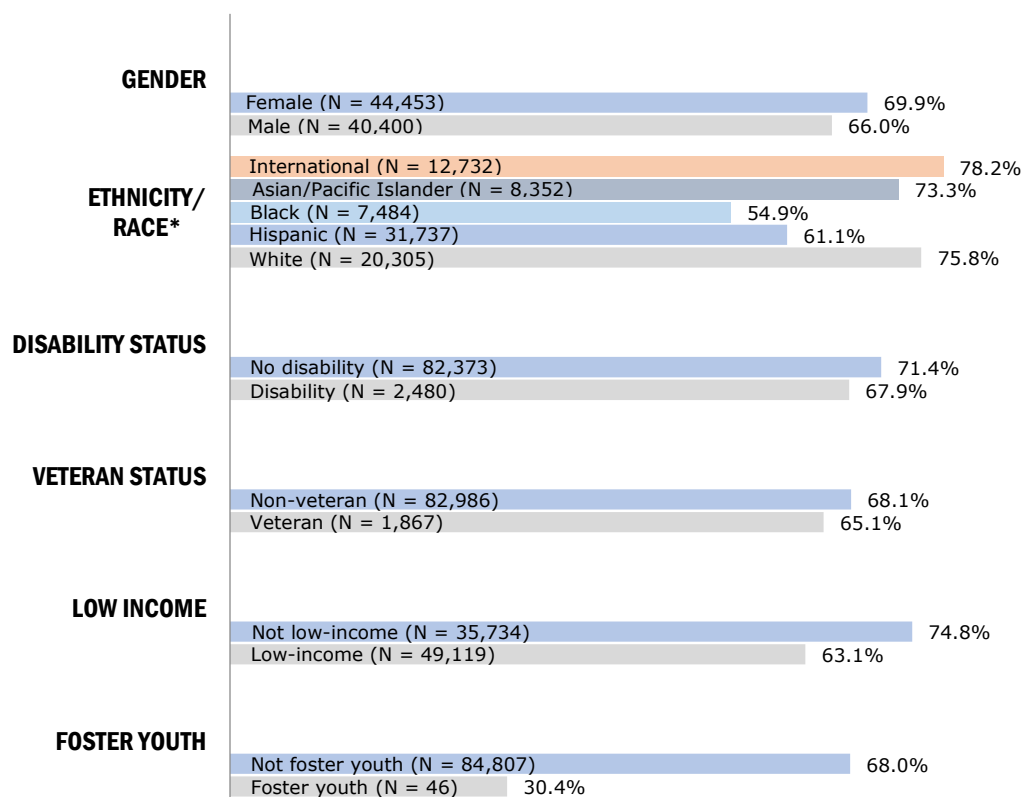 GENDER
Female (N = 44,453) 69.9%
Male (N = 40,400) 66.0%
ETHNICITY/
RACE*
International (N = 12,732) 78.2%
Asian/Pacific Islander (N = 8,352) 73.3%
Black (N = 7,484) 54.9%
Hispanic (N = 31,737) 61.1%
White (N = 20,305) 75.8%
DISABILITY STATUS
No disability (N = 82,373) 71.4%
Disability (N = 2,480) 67.9%
VETERAN STATUS
Non-veteran (N = 82,986) 68.1%
Veteran (N = 1,867) 65.1%
LOW INCOME
Not low-income (N = 35,734) 74.8%
Low-income (N = 49,119) 63.1%
FOSTER YOUTH
Not foster youth (N = 84,807) 68.0%
Foster youth (N = 46) 30.4%